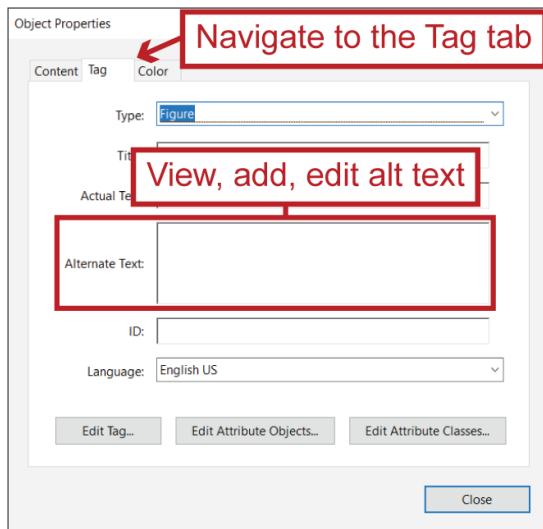 Object Properties
Navigate to the Tag tab
Content Tag Color
Type: Figure
View, add, edit alt text
Alternate Text:
ID:
Language: English US
Edit Tag... Edit Attribute Objects... Edit Attribute Classes...
Close